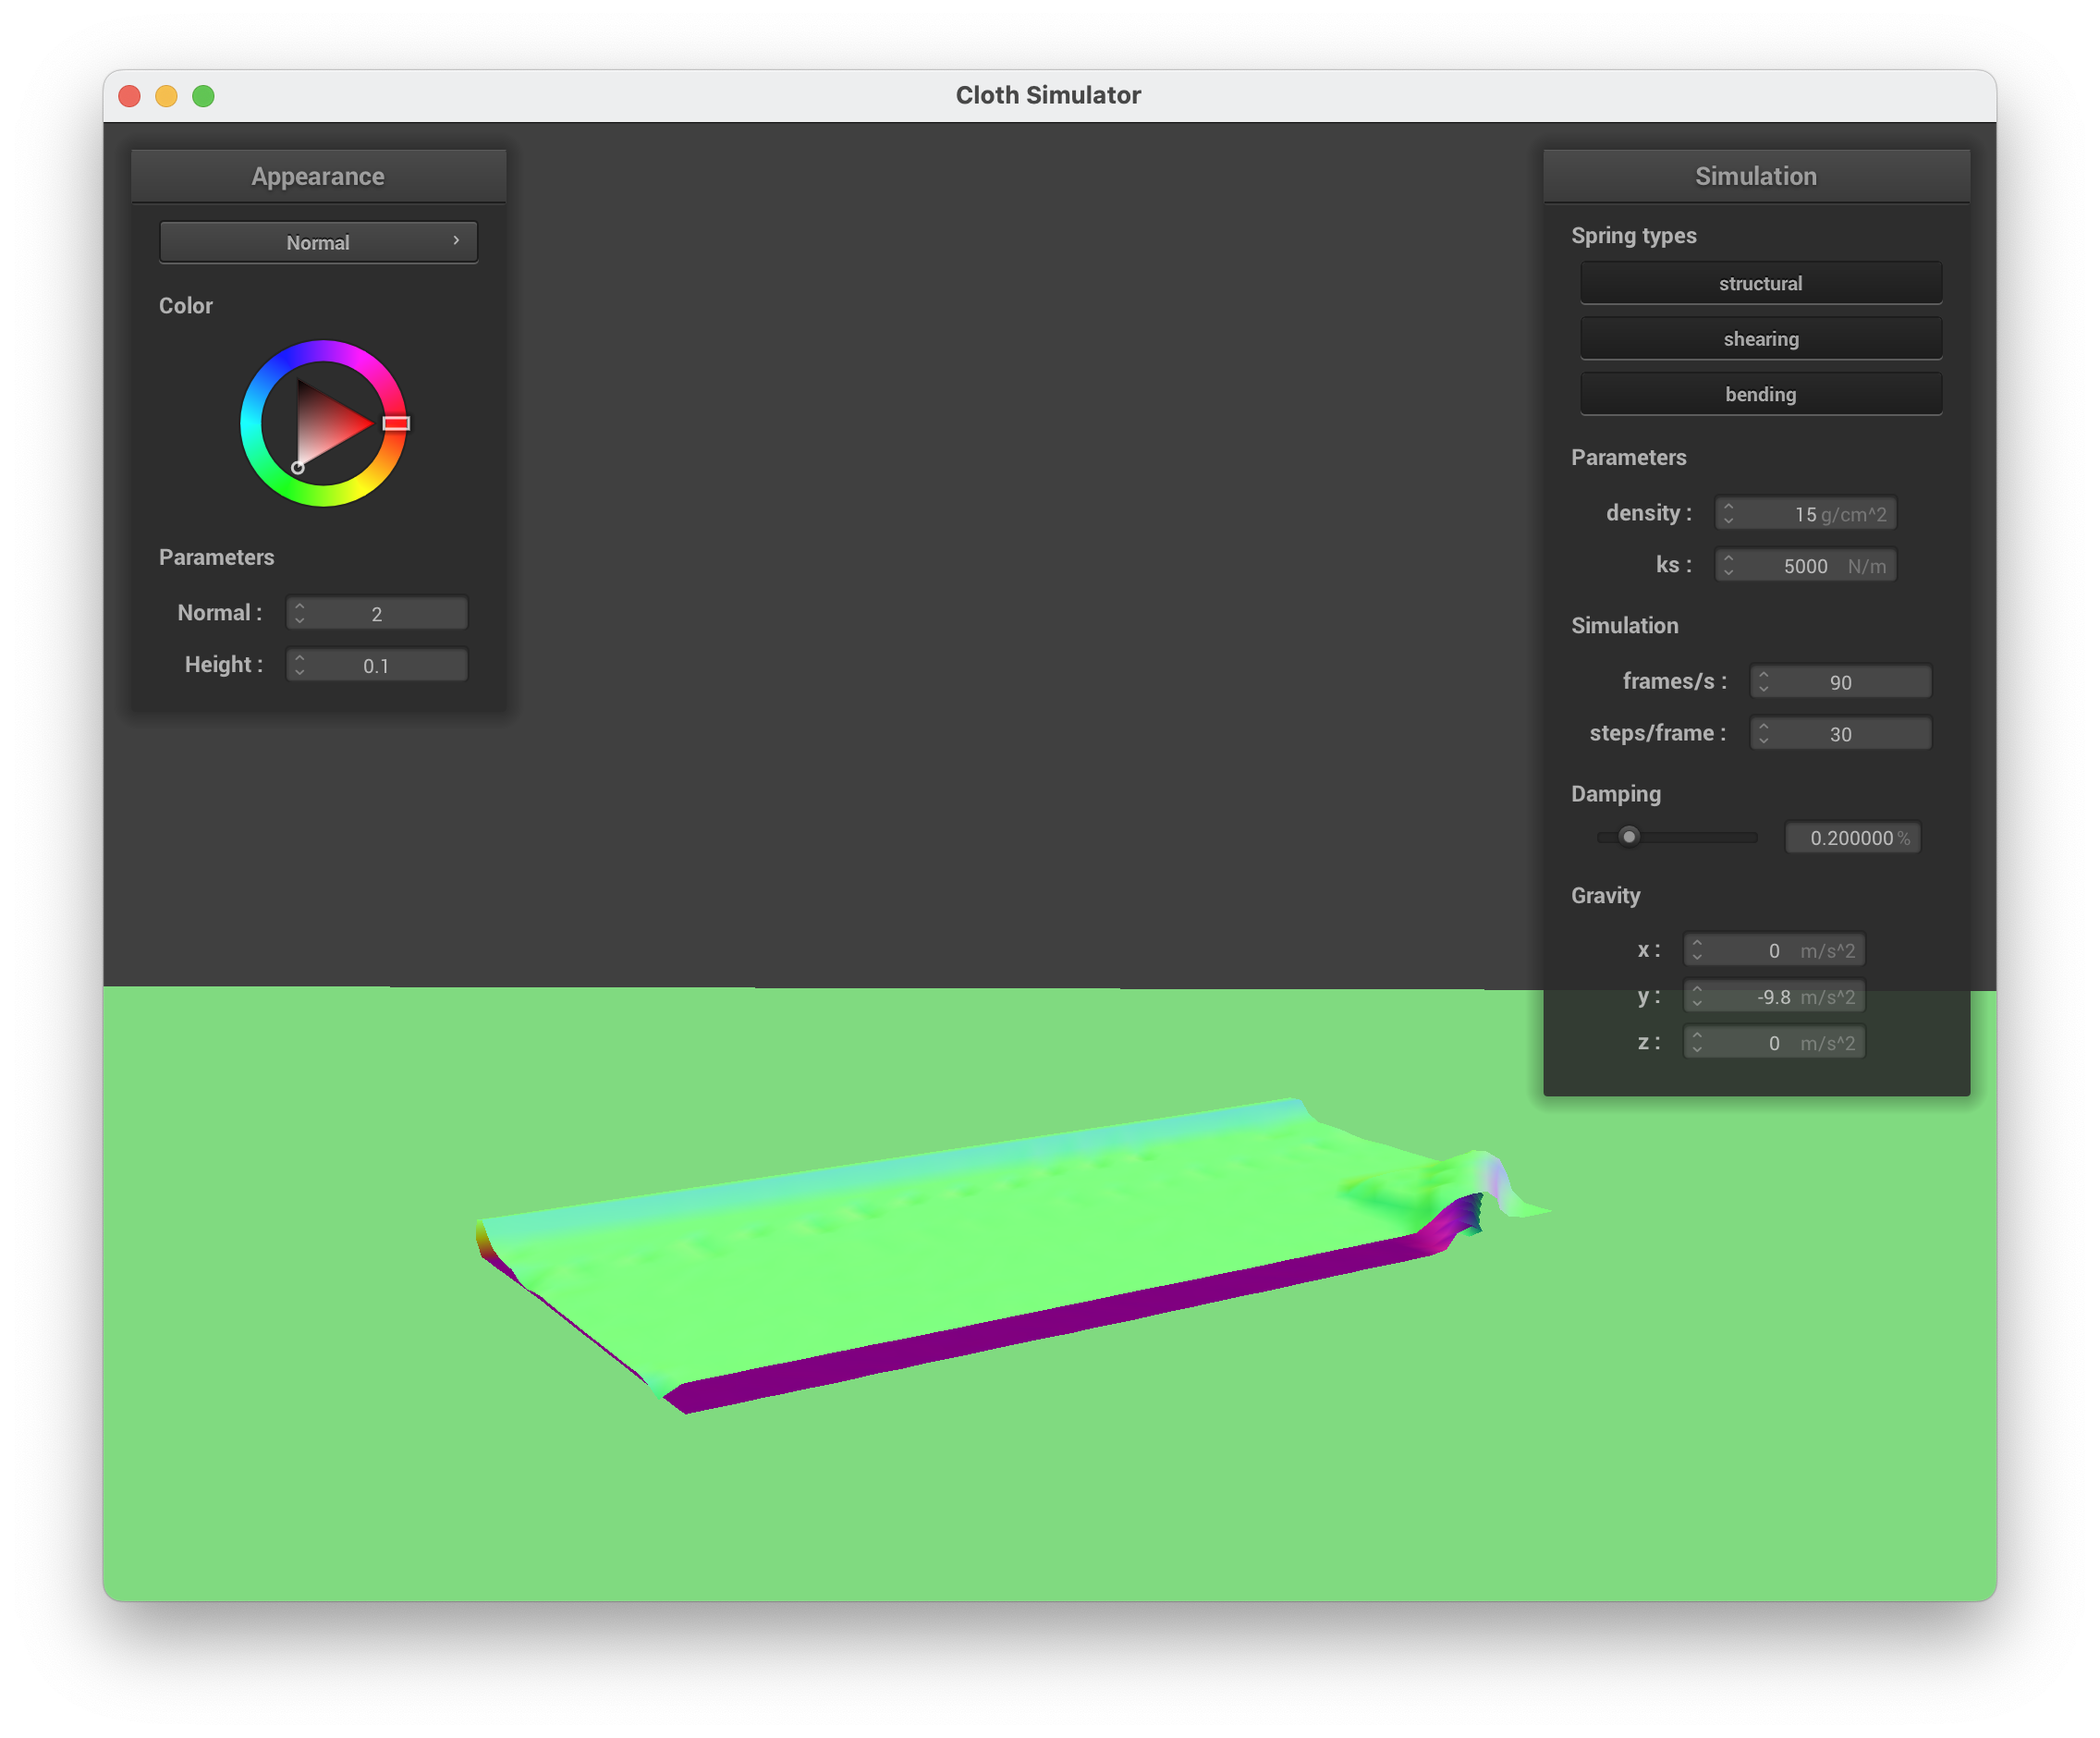 Cloth Simulator
Appearance
Normal
Color
Parameters
Normal : 2
Height : 0.1
Simulation
Spring types
structural
shearing
bending
Parameters
density : 15 g/cm^2
ks : 5000 N/m
Simulation
frames/s : 90
steps/frame : 30
Damping
0.200000 %
Gravity
x : 0 m/s^2
y : -9.8 m/s^2
z : 0 m/s^2